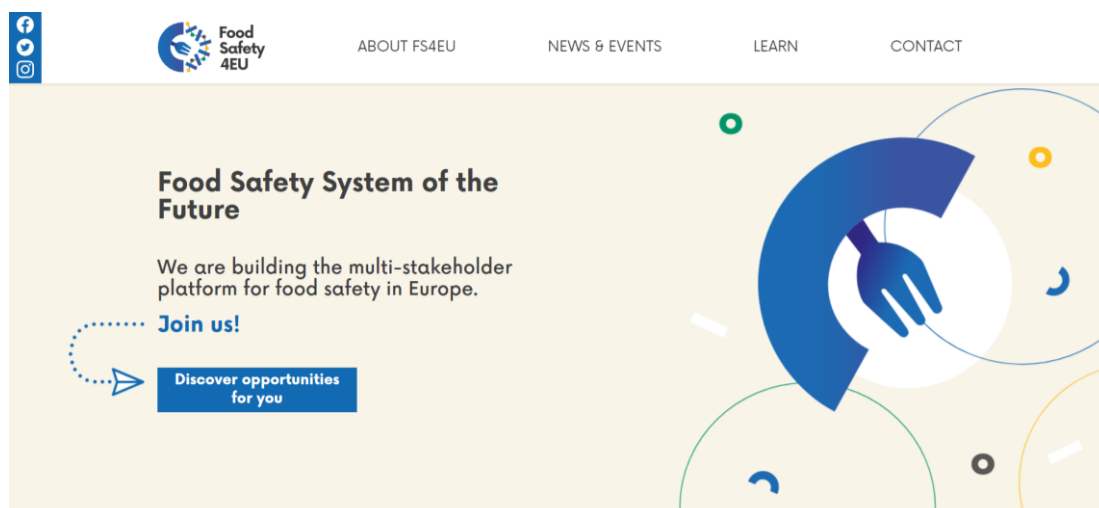 Food
Safety
4EU
ABOUT FS4EU
NEWS & EVENTS
LEARN
CONTACT
Food Safety System of the
Future
We are building the multi-stakeholder
platform for food safety in Europe.
Join us!
Discover opportunities
for you